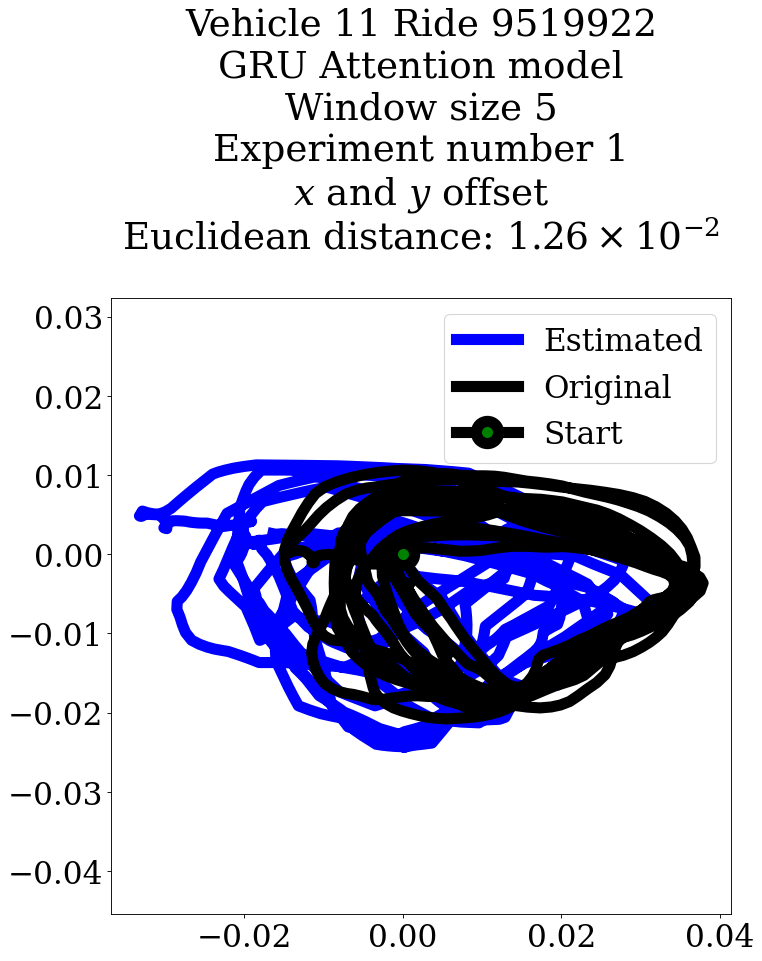 Vehicle 11 Ride 9519922
GRU Attention model
Window size 5
Experiment number 1
x and y offset
Euclidean distance: 1.26 × 10⁻²
Estimated
Original
Start
0.03
0.02
0.01
0.00
−0.01
−0.02
−0.03
−0.04
−0.02 0.00 0.02 0.04